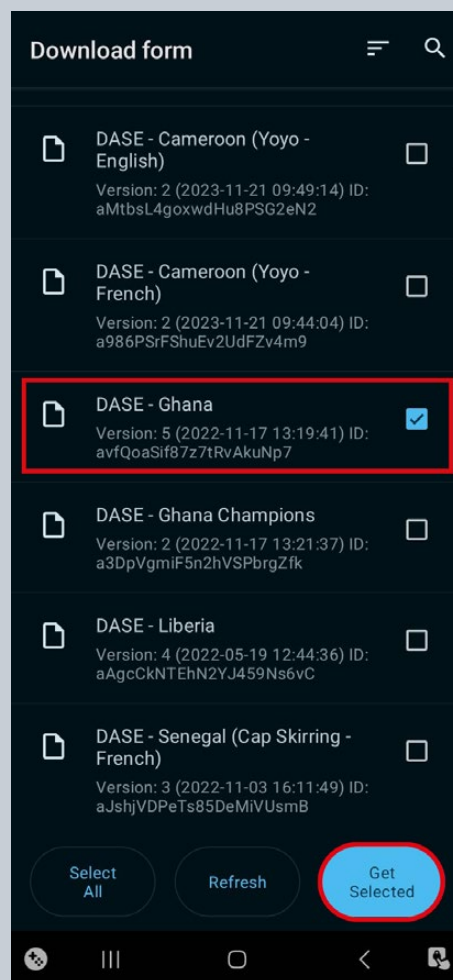 Download form
DASE - Cameroon (Yoyo -
English)
Version: 2 (2023-11-21 09:49:14) ID:
aMtbsL4goxwdHu8PSG2eN2
DASE - Cameroon (Yoyo -
French)
Version: 2 (2023-11-21 09:44:04) ID:
a986PSrFShuEv2UdFZv4m9
DASE - Ghana
Version: 5 (2022-11-17 13:19:41) ID:
avfQoaSif87z7tRvAkuNp7
DASE - Ghana Champions
Version: 2 (2022-11-17 13:21:37) ID:
a3DpVgmiF5n2hVSPbrgZfk
DASE - Liberia
Version: 4 (2022-05-19 12:44:36) ID:
aAgcCkNTEhN2YJ459Ns6vC
DASE - Senegal (Cap Skirring -
French)
Version: 3 (2022-11-03 16:11:49) ID:
aJshjVDPeTs85DeMiVUsmB
Select
All
Refresh
Get
Selected